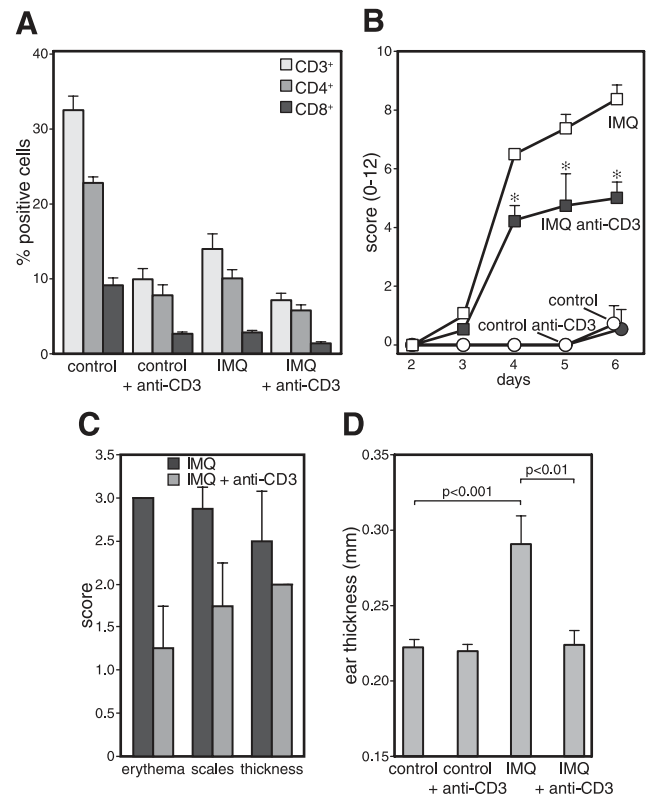 A
40
30
20
10
0
% positive cells
CD3+
CD4+
CD8+
control
control
+ anti-CD3
IMQ
IMQ
+ anti-CD3
B
10
8
6
4
2
0
score (0-12)
IMQ
*
*
*
IMQ anti-CD3
control
control anti-CD3
2
3
4
5
6
days
C
3.5
3.0
2.5
2.0
1.5
1.0
0.5
0
score
IMQ
IMQ + anti-CD3
erythema
scales
thickness
D
0.35
0.30
0.25
0.20
0.15
ear thickness (mm)
p<0.01
p<0.001
control
control
+ anti-CD3
IMQ
IMQ
+ anti-CD3